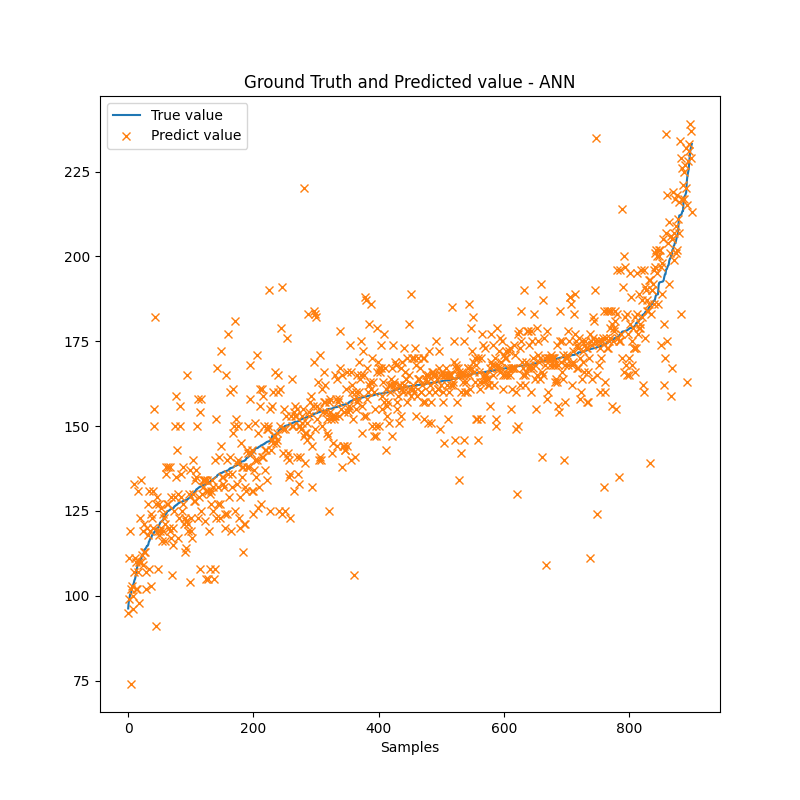 Ground Truth and Predicted value - ANN
True value
Predict value
225
200
175
150
125
100
75
0 200 400 600 800
Samples